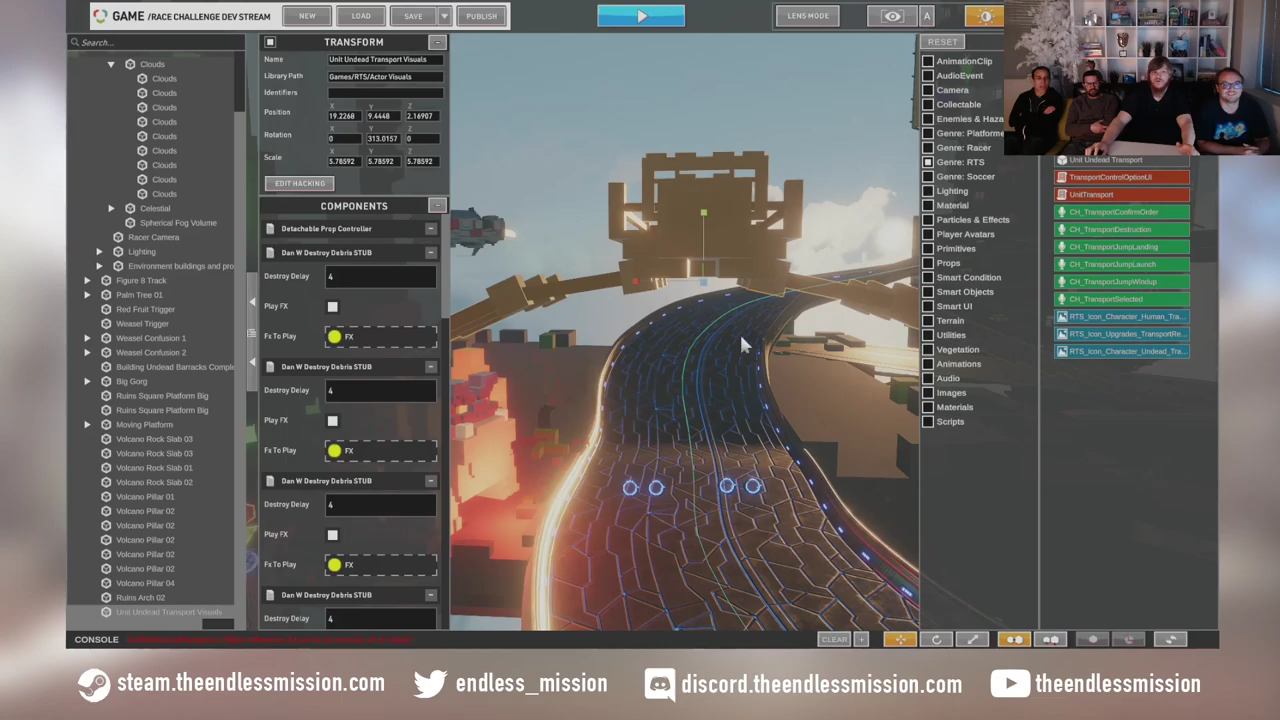 GAME /RACE CHALLENGE DEV STREAM
NEW
LOAD
SAVE
PUBLISH
LENS MODE
A
Search...
Clouds
Clouds
Clouds
Clouds
Clouds
Clouds
Clouds
Clouds
Clouds
Clouds
Celestial
Spherical Fog Volume
Racer Camera
Lighting
Environment buildings and pro
Figure 8 Track
Palm Tree 01
Red Fruit Trigger
Weasel Trigger
Weasel Confusion 1
Weasel Confusion 2
Building Undead Barracks Comple
Big Gorg
Ruins Square Platform Big
Ruins Square Platform Big
Moving Platform
Volcano Rock Slab 03
Volcano Rock Slab 03
Volcano Rock Slab 01
Volcano Rock Slab 02
Volcano Pillar 01
Volcano Pillar 02
Volcano Pillar 02
Volcano Pillar 02
Volcano Pillar 02
Volcano Pillar 02
Volcano Pillar 04
Ruins Arch 02
Unit Undead Transport Visuals
TRANSFORM
Name Unit Undead Transport Visuals
Library Path Games/RTS/Actor Visuals
Identifiers
X Y Z
Position 19.2268 9.4448 2.16907
X Y Z
Rotation 0 313.0157 0
X Y Z
Scale 5.78592 5.78592 5.78592
EDIT HACKING
COMPONENTS
Detachable Prop Controller
Dan W Destroy Debris STUB
Destroy Delay 4
Play FX
Fx To Play FX
Dan W Destroy Debris STUB
Destroy Delay 4
Play FX
Fx To Play FX
Dan W Destroy Debris STUB
Destroy Delay 4
Play FX
Fx To Play FX
Dan W Destroy Debris STUB
Destroy Delay 4
RESET
AnimationClip
AudioEvent
Camera
Collectable
Enemies & Haza
Genre: Platforme
Genre: Racer
Genre: RTS
Genre: Soccer
Lighting
Material
Particles & Effects
Player Avatars
Primitives
Props
Smart Condition
Smart Objects
Smart UI
Terrain
Utilities
Vegetation
Animations
Audio
Images
Materials
Scripts
Unit Undead Transport
TransportControlOptionUI
UnitTransport
CH_TransportConfirmOrder
CH_TransportDestruction
CH_TransportJumpLanding
CH_TransportJumpLaunch
CH_TransportJumpWindup
CH_TransportSelected
RTS_Icon_Character_Human_Tra...
RTS_Icon_Upgrades_TransportRe...
RTS_Icon_Character_Undead_Tra...
CONSOLE
CLEAR
steam.theendlessmission.com
endless_mission
discord.theendlessmission.com
theendlessmission